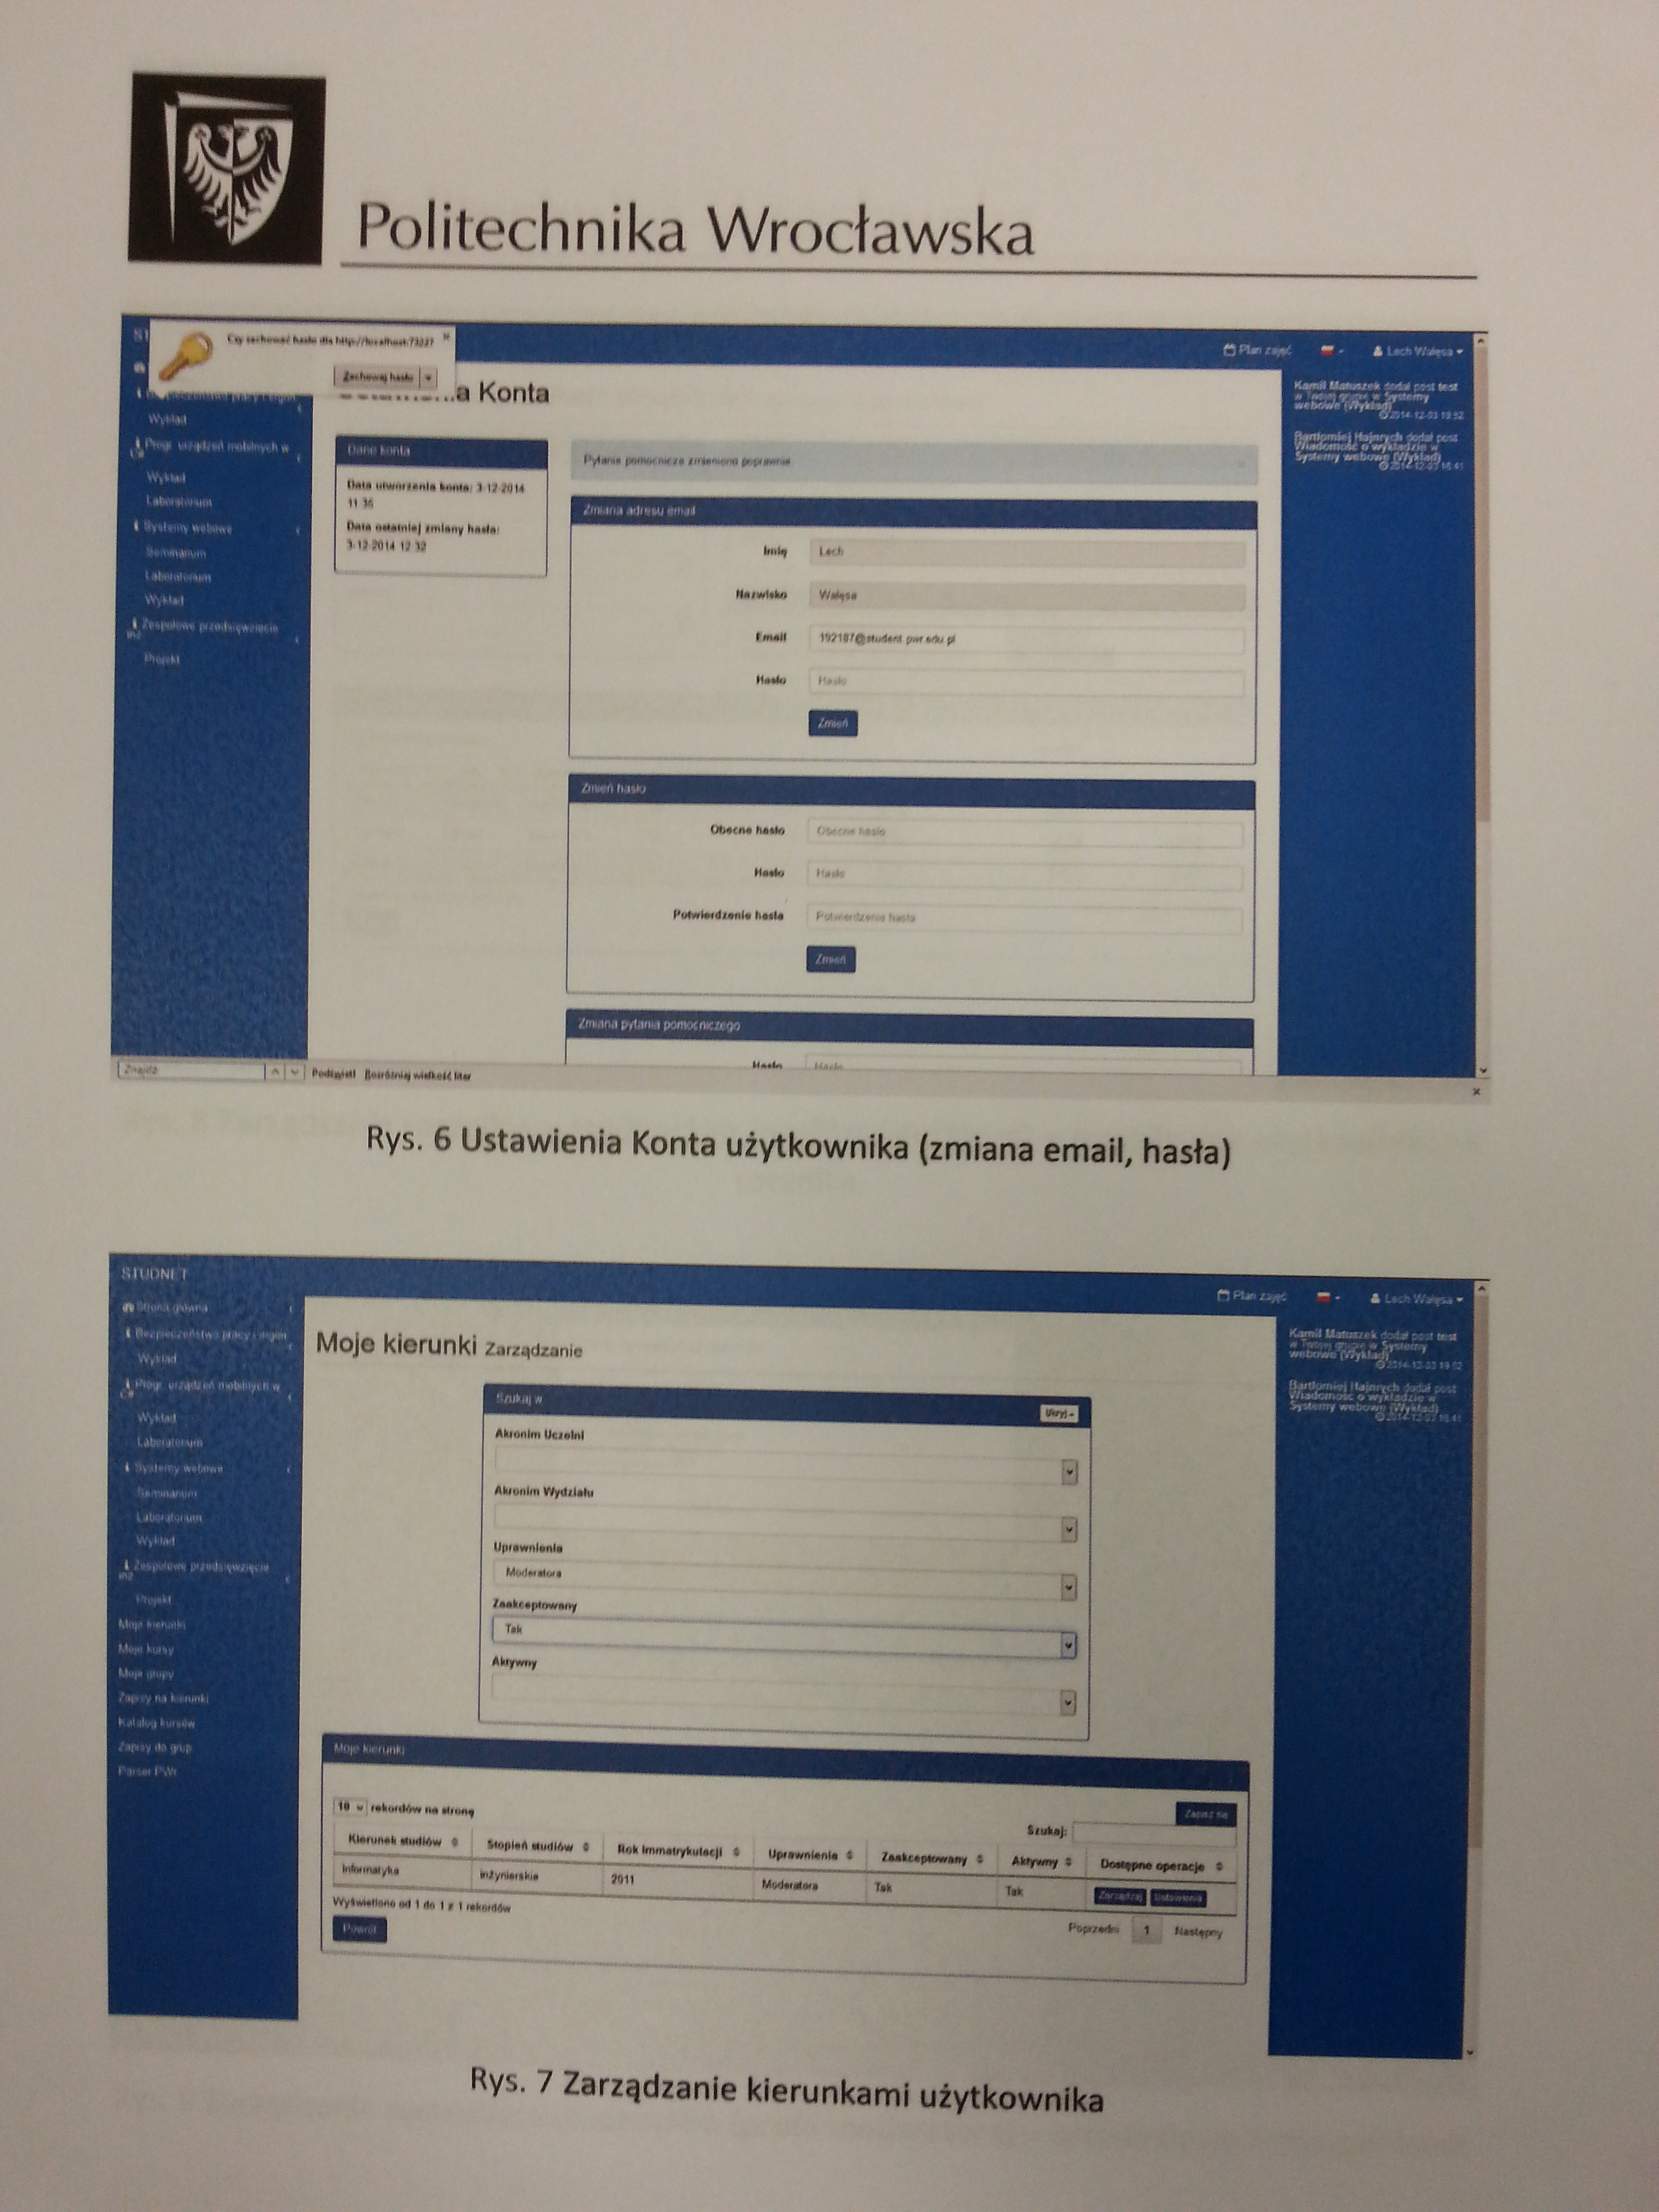 Politechnika Wrocławska
Czy zachować hasło dla http://localhost:7322?
Zachowaj hasło
Plan zajęć
Lech Wałęsa
a Konta
Wykład
Progr. urządzeń mobilnych w
C#
Wykład
Laboratorium
Systemy webowe
Seminarium
Laboratorium
Wykład
Zespołowe przedsięwzięcie
inż
Projekt
Dane konta
Data utworzenia konta: 3-12-2014
11:35
Data ostatniej zmiany hasła:
3-12-2014 12:32
Pytania pomocnicze zmieniono poprawnie
Zmiana adresu email
Imię
Lech
Nazwisko
Wałęsa
Email
192187@student.pwr.edu.pl
Hasło
Hasło
Zmień
Zmień hasło
Obecne hasło
Obecne hasło
Hasło
Hasło
Potwierdzenie hasła
Potwierdzenie hasła
Zmień
Zmiana pytania pomocniczego
Hasło
Hasło
Kamil Matuszek dodał post test
w Twojej grupie w Systemy
webowe (Wykład)
2014-12-03 19:52
Bartłomiej Hajnrych dodał post
Wiadomość o wykładzie w
Systemy webowe (Wykład)
2014-12-03 16:41
Znajdź
Podświetl
Rozróżniaj wielkość liter
Rys. 6 Ustawienia Konta użytkownika (zmiana email, hasła)
STUDNET
Plan zajęć
Lech Wałęsa
Strona główna
Bezpieczeństwo pracy i ergon
Wykład
Progr. urządzeń mobilnych w
C#
Wykład
Laboratorium
Systemy webowe
Seminarium
Laboratorium
Wykład
Zespołowe przedsięwzięcie
inż
Projekt
Moje kierunki
Moje kursy
Moje grupy
Zapisy na kierunki
Katalog kursów
Zapisy do grup
Parser PWr
Moje kierunki Zarządzanie
Szukaj w
Ukryj
Akronim Uczelni
Akronim Wydziału
Uprawnienia
Moderatora
Zaakceptowany
Tak
Aktywny
Moje kierunki
10 rekordów na stronę
Zapisz się
Szukaj:
Kierunek studiów Stopień studiów Rok Immatrykulacji Uprawnienia Zaakceptowany Aktywny Dostępne operacje
Informatyka inżynierskie 2011 Moderatora Tak Tak Zarządzaj Ustawienia
Wyświetlono od 1 do 1 z 1 rekordów
Poprzedni 1 Następny
Powrót
Kamil Matuszek dodał post test
w Twojej grupie w Systemy
webowe (Wykład)
2014-12-03 19:52
Bartłomiej Hajnrych dodał post
Wiadomość o wykładzie w
Systemy webowe (Wykład)
2014-12-03 16:41
Rys. 7 Zarządzanie kierunkami użytkownika